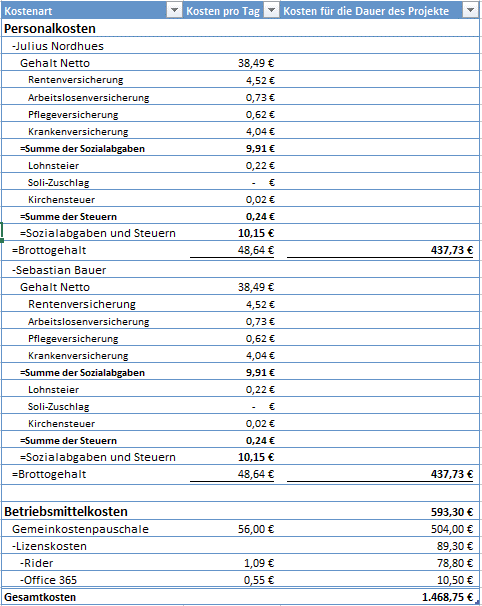 Kostenart Kosten pro Tag Kosten für die Dauer des Projekte
Personalkosten
-Julius Nordhues
Gehalt Netto 38,49 €
Rentenversicherung 4,52 €
Arbeitslosenversicherung 0,73 €
Pflegeversicherung 0,62 €
Krankenversicherung 4,04 €
=Summe der Sozialabgaben 9,91 €
Lohnsteier 0,22 €
Soli-Zuschlag - €
Kirchensteuer 0,02 €
=Summe der Steuern 0,24 €
=Sozialabgaben und Steuern 10,15 €
=Brottogehalt 48,64 € 437,73 €
-Sebastian Bauer
Gehalt Netto 38,49 €
Rentenversicherung 4,52 €
Arbeitslosenversicherung 0,73 €
Pflegeversicherung 0,62 €
Krankenversicherung 4,04 €
=Summe der Sozialabgaben 9,91 €
Lohnsteier 0,22 €
Soli-Zuschlag - €
Kirchensteuer 0,02 €
=Summe der Steuern 0,24 €
=Sozialabgaben und Steuern 10,15 €
=Brottogehalt 48,64 € 437,73 €
Betriebsmittelkosten 593,30 €
Gemeinkostenpauschale 56,00 € 504,00 €
-Lizenskosten 89,30 €
-Rider 1,09 € 78,80 €
-Office 365 0,55 € 10,50 €
Gesamtkosten 1.468,75 €